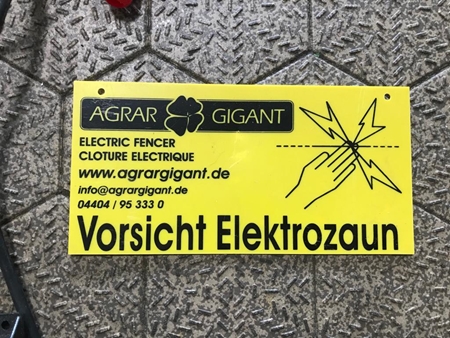 AGRAR GIGANT
ELECTRIC FENCER
CLOTURE ELECTRIQUE
www.agrargigant.de
info@agrargigant.de
04404 / 95 333 0
Vorsicht Elektrozaun